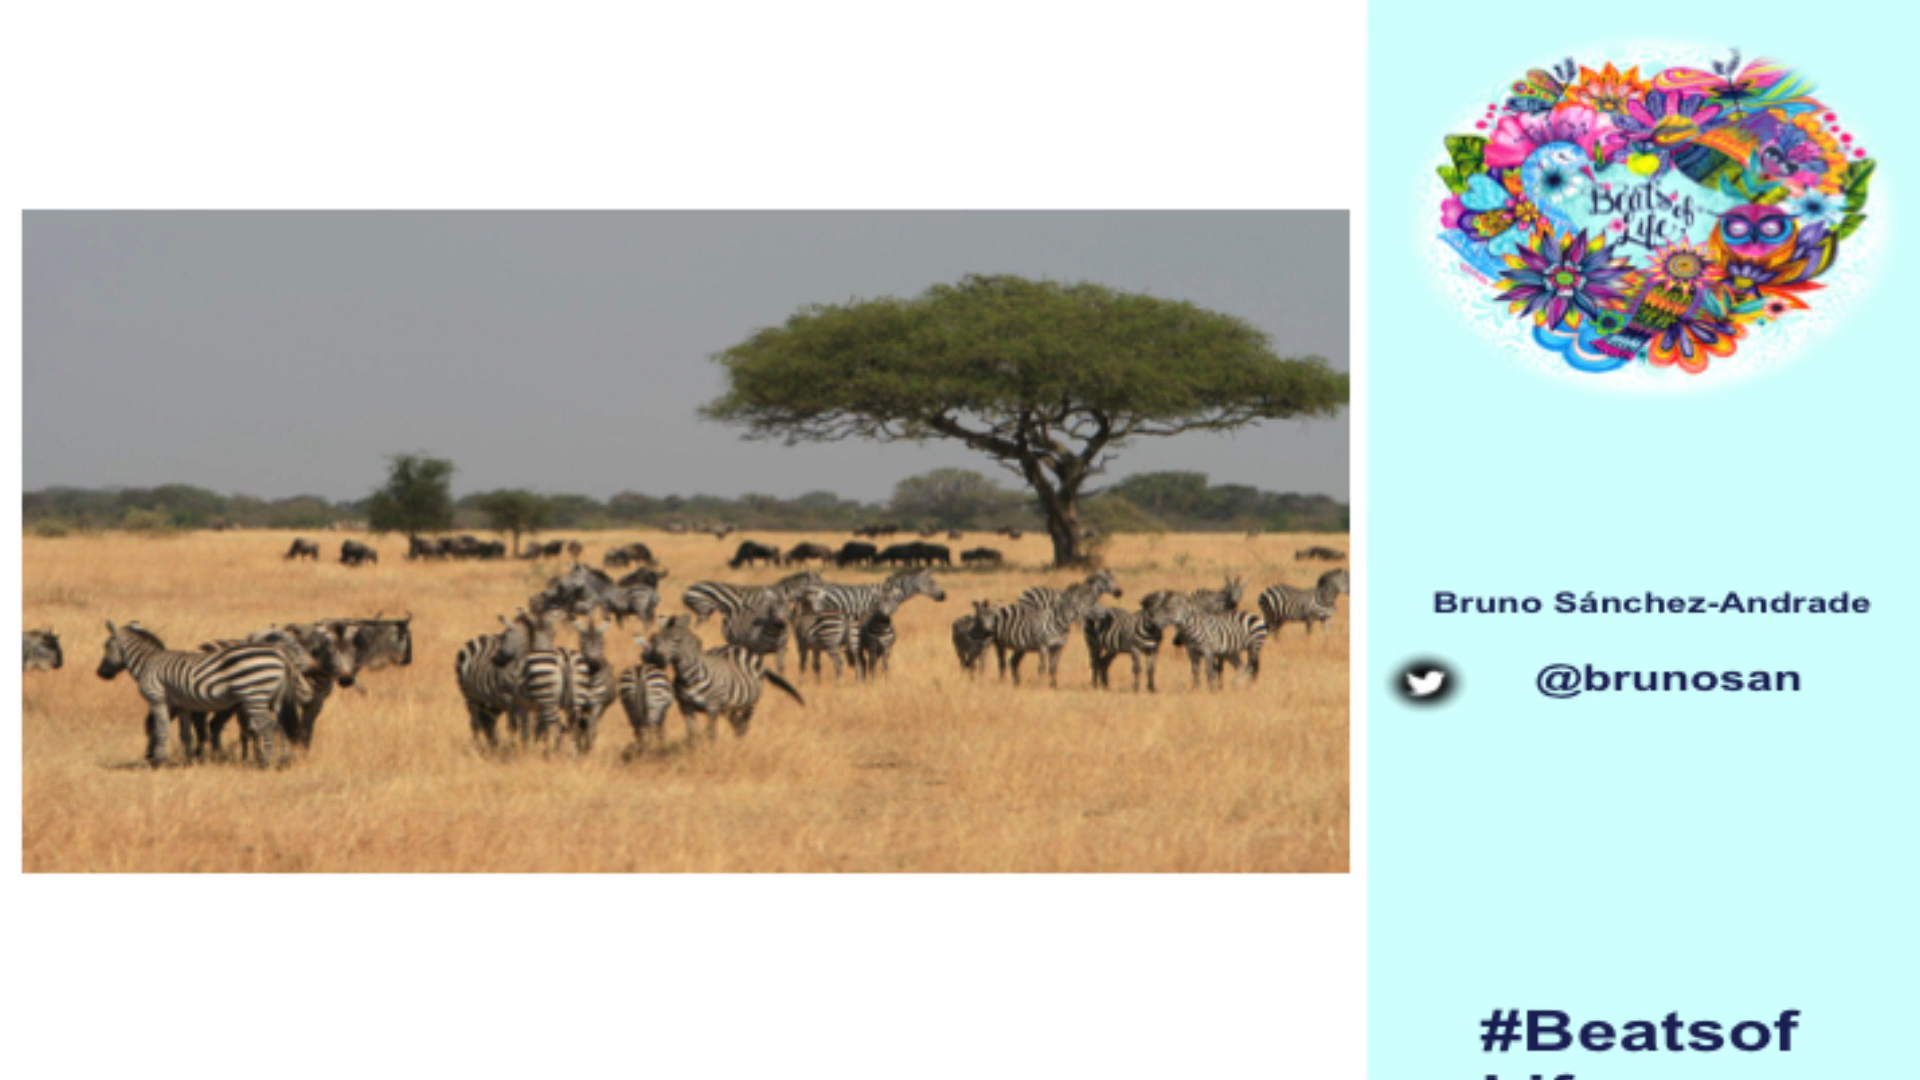 Beats of
Life
Bruno Sánchez-Andrade
@brunosan
#Beatsof